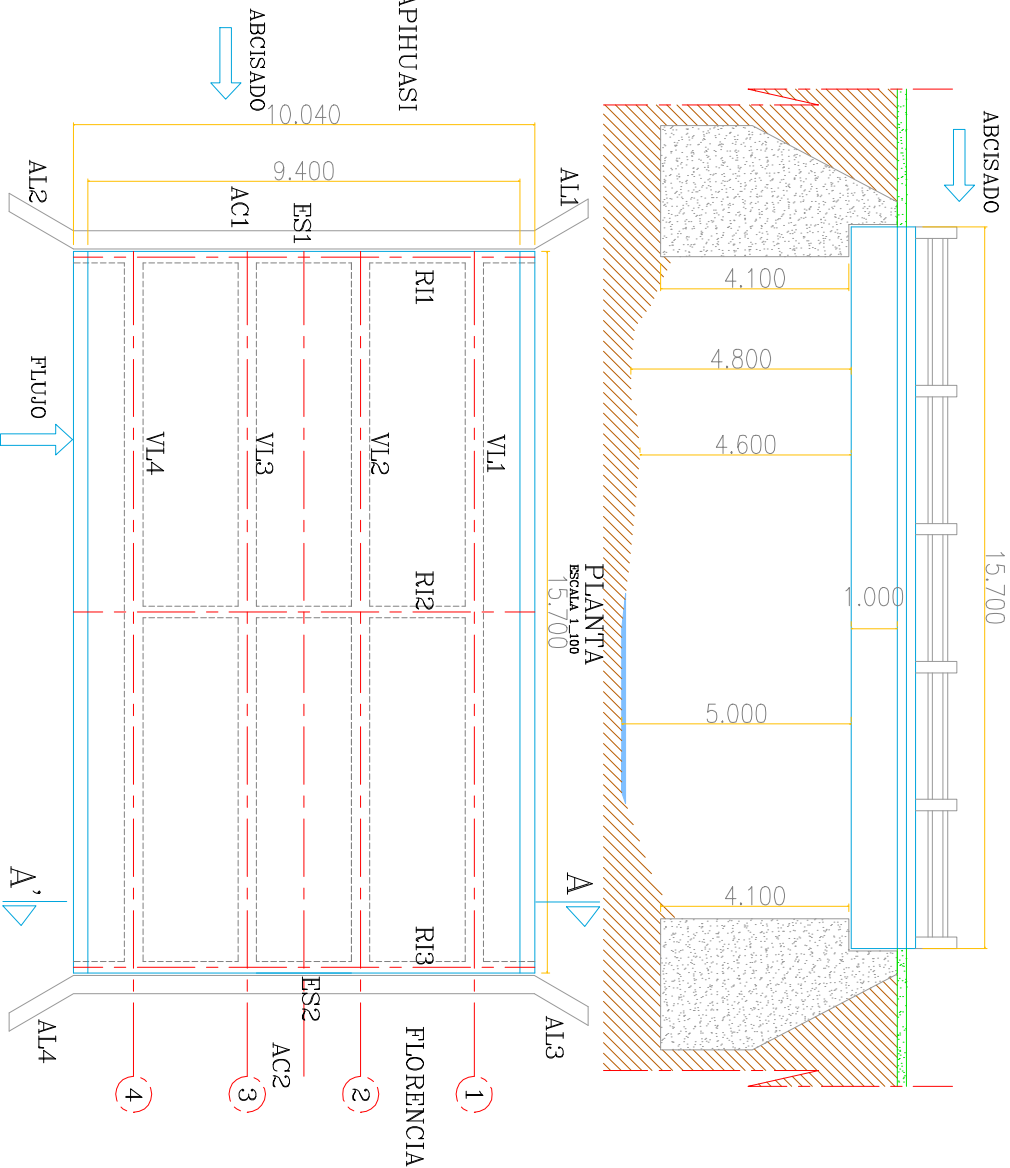 ABCISADO
15.700
4.100
4.800
4.600
1.000
5.000
4.100
PLANTA
ESCALA 1_100
15.700
APIHUASI
ABCISADO
10.040
9.400
AL1
AL2
AC1
ES1
RI1
VL1
VL2
VL3
VL4
FLUJO
RI2
A
A'
RI3
ES2
AL3
AL4
AC2
FLORENCIA
1
2
3
4